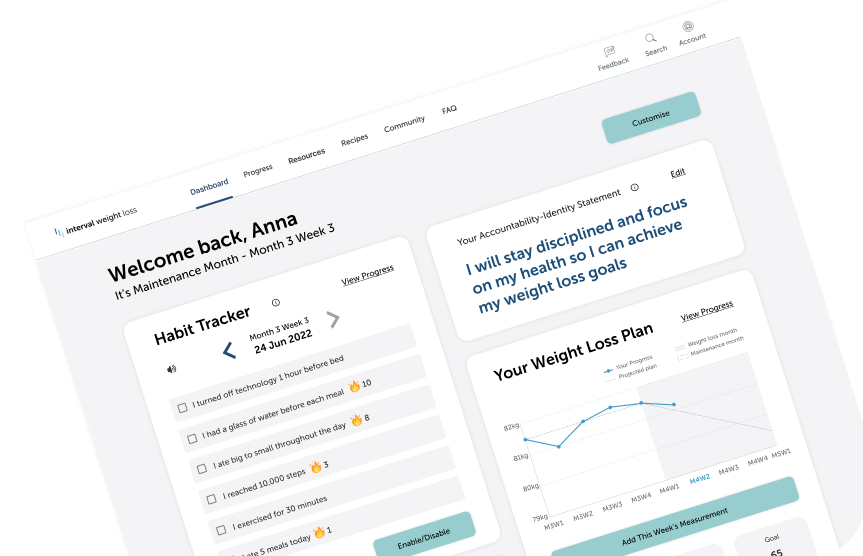 Feedback
Search
Account
interval weight loss
Dashboard
Progress
Resources
Recipes
Community
FAQ
Customise
Welcome back, Anna
It's Maintenance Month - Month 3 Week 3
Habit Tracker
View Progress
Month 3 Week 3
24 Jun 2022
I turned off technology 1 hour before bed
I had a glass of water before each meal 🔥 10
I ate big to small throughout the day 🔥 8
I reached 10,000 steps 🔥 3
I exercised for 30 minutes
ate 5 meals today 🔥 1
Enable/Disable
Your Accountability-Identity Statement
Edit
I will stay disciplined and focus
on my health so I can achieve
my weight loss goals
Your Weight Loss Plan
View Progress
Your Progress
Projected plan
Weight loss month
Maintenance month
82kg
81kg
80kg
79kg
M3W1
M3W2
M3W3
M3W4
M4W1
M4W2
M4W3
M4W4
M5W1
Add This Week's Measurement
Goal
65